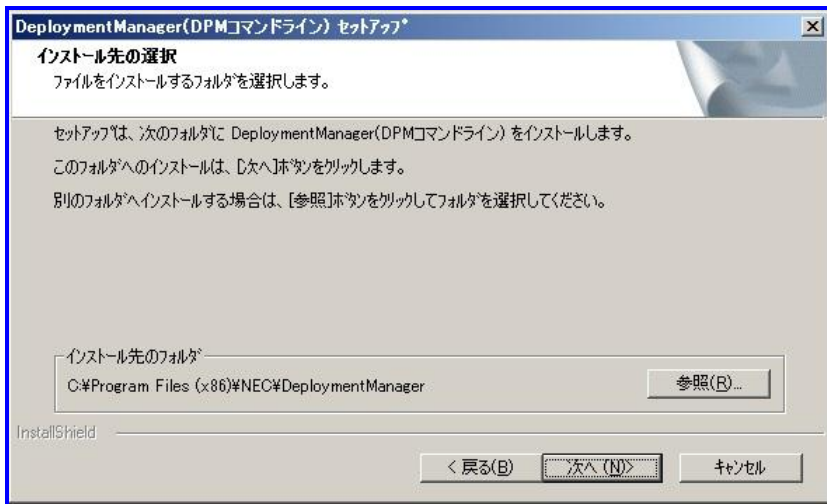 DeploymentManager(DPMコマンドライン) セットアップ
インストール先の選択
ファイルをインストールするフォルダを選択します。
セットアップは、次のフォルダに DeploymentManager(DPMコマンドライン) をインストールします。
このフォルダへのインストールは、[次へ]ボタンをクリックします。
別のフォルダへインストールする場合は、[参照]ボタンをクリックしてフォルダを選択してください。
インストール先のフォルダ
C:¥Program Files (x86)¥NEC¥DeploymentManager
参照(R)...
InstallShield
< 戻る(B)
次へ (N)>
キャンセル